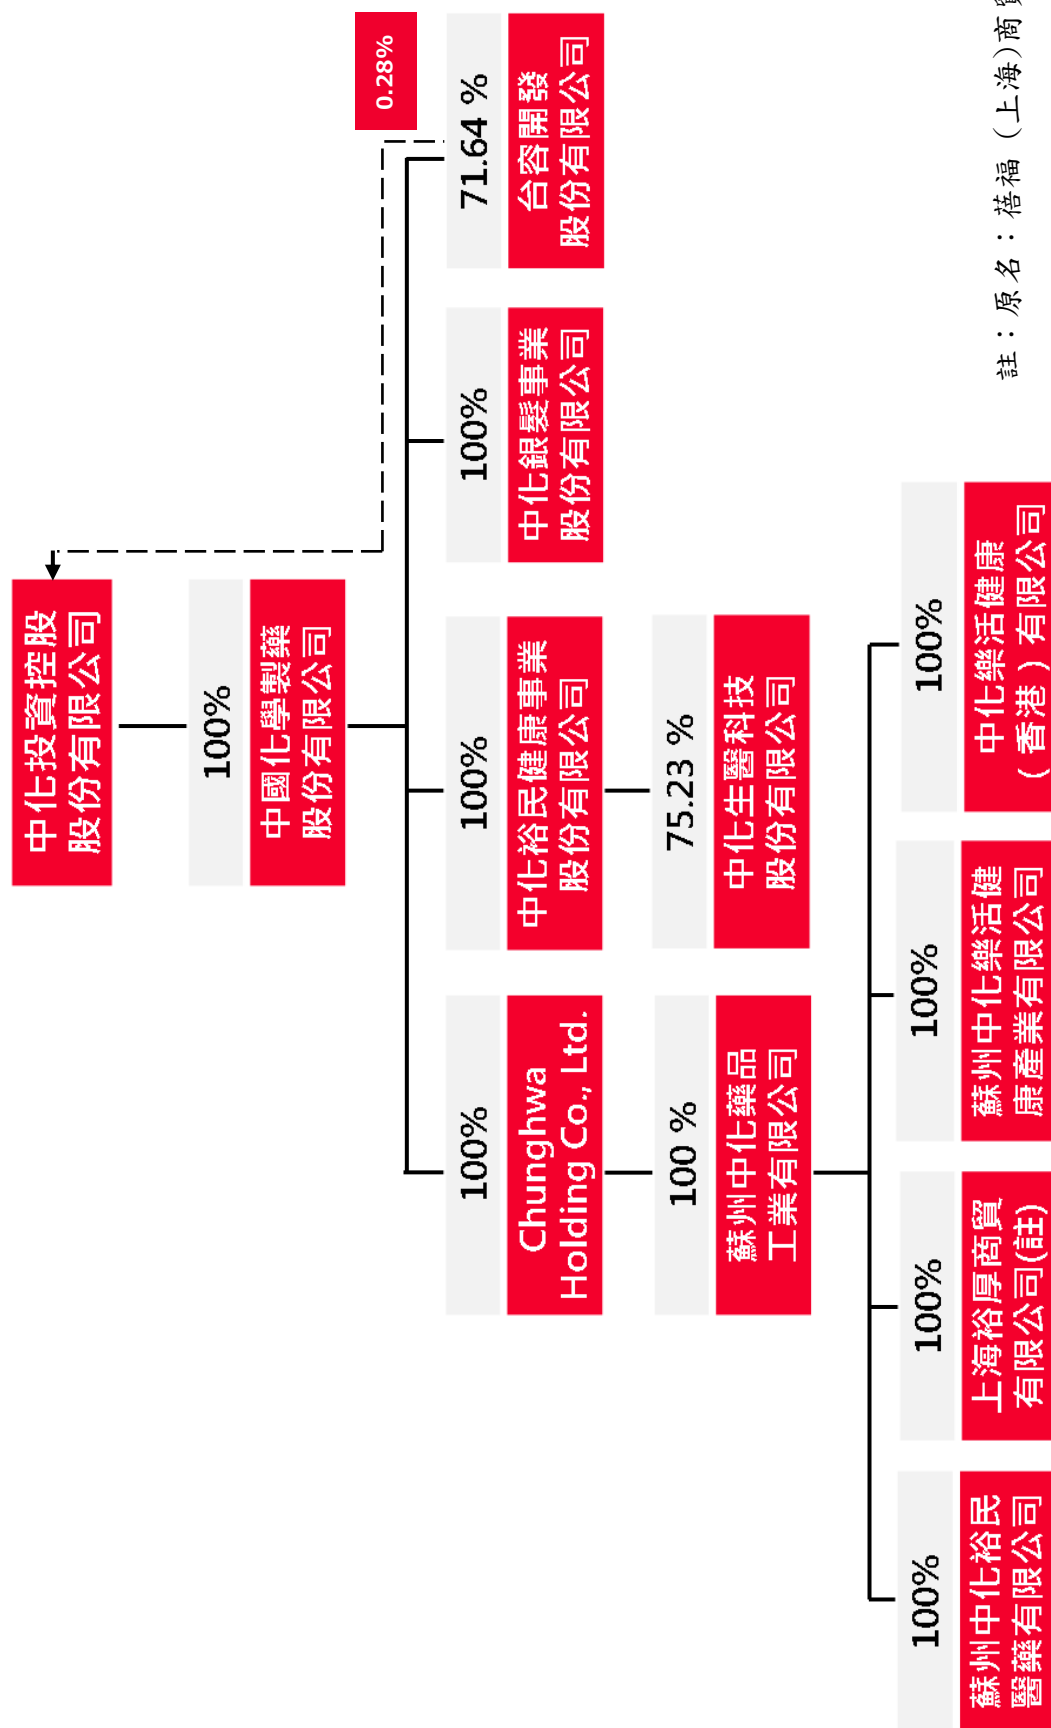 中化投資控股
股份有限公司
100%
中國化學製藥
股份有限公司
0.28%
100%
Chunghwa
Holding Co., Ltd.
100%
中化裕民健康事業
股份有限公司
100%
中化銀髮事業
股份有限公司
71.64 %
台容開發
股份有限公司
100 %
蘇州中化藥品
工業有限公司
75.23 %
中化生醫科技
股份有限公司
100%
蘇州中化裕民
醫藥有限公司
100%
上海裕厚商貿
有限公司(註)
100%
蘇州中化樂活健
康產業有限公司
100%
中化樂活健康
(香港)有限公司
註：原名：蓓福(上海)商貿